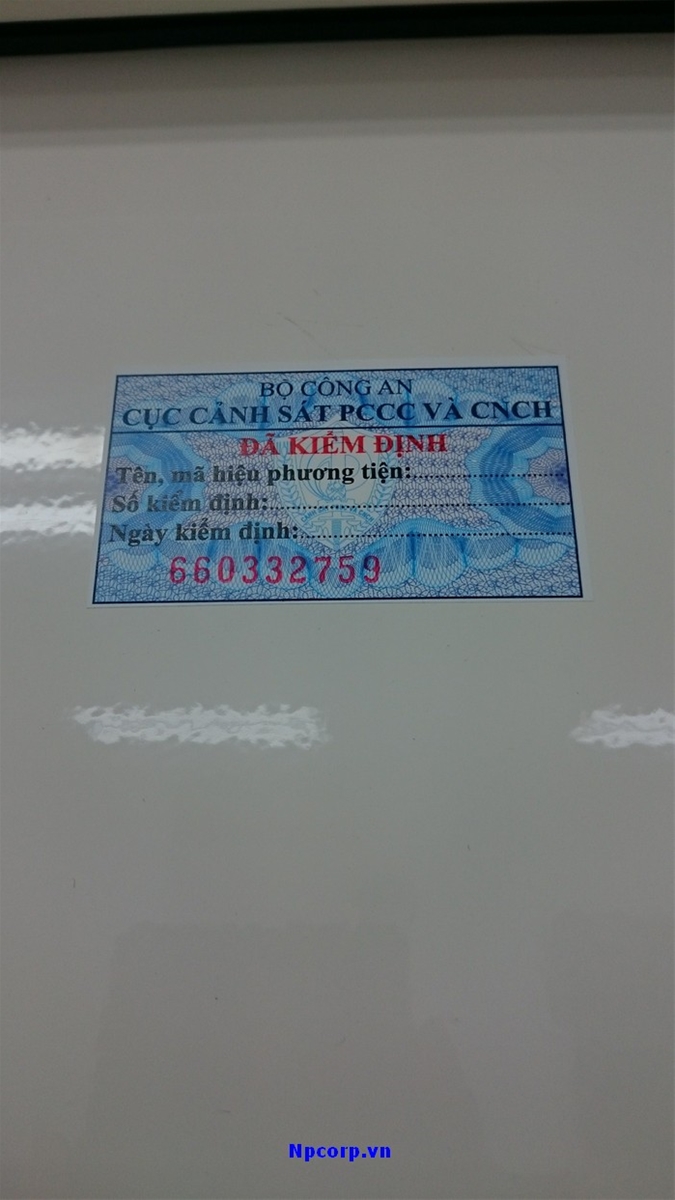 BỘ CÔNG AN
CỤC CẢNH SÁT PCCC VÀ CNCH
ĐÃ KIỂM ĐỊNH
Tên, mã hiệu phương tiện:........................
Số kiểm định:........................
Ngày kiểm định:........................
660332759
Npcorp.vn